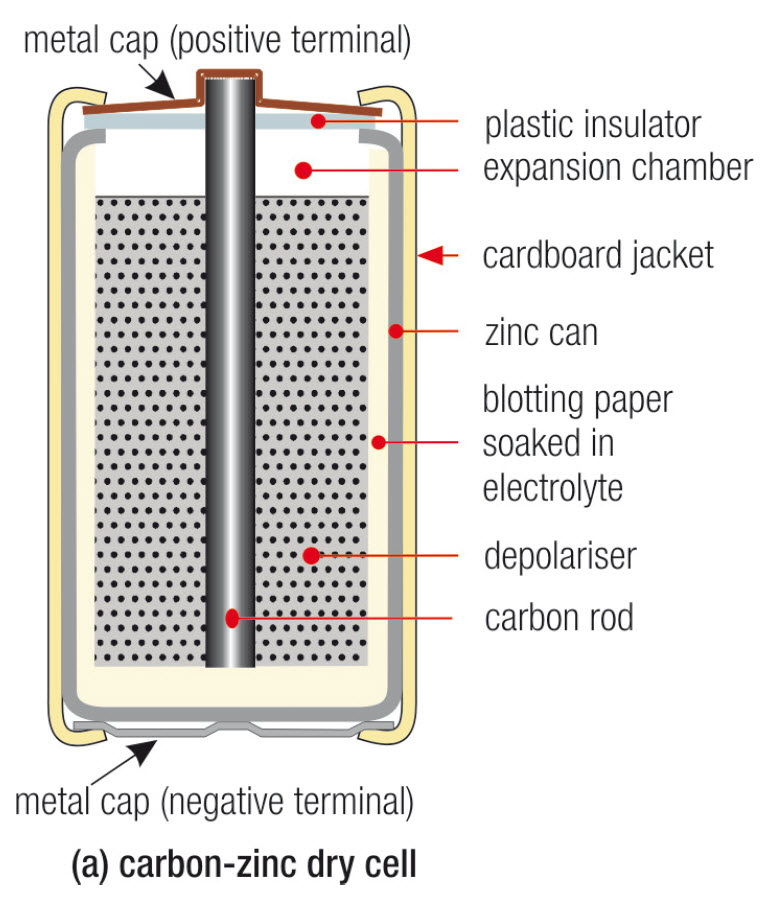 metal cap (positive terminal)
plastic insulator
expansion chamber
cardboard jacket
zinc can
blotting paper
soaked in
electrolyte
depolariser
carbon rod
metal cap (negative terminal)
(a) carbon-zinc dry cell